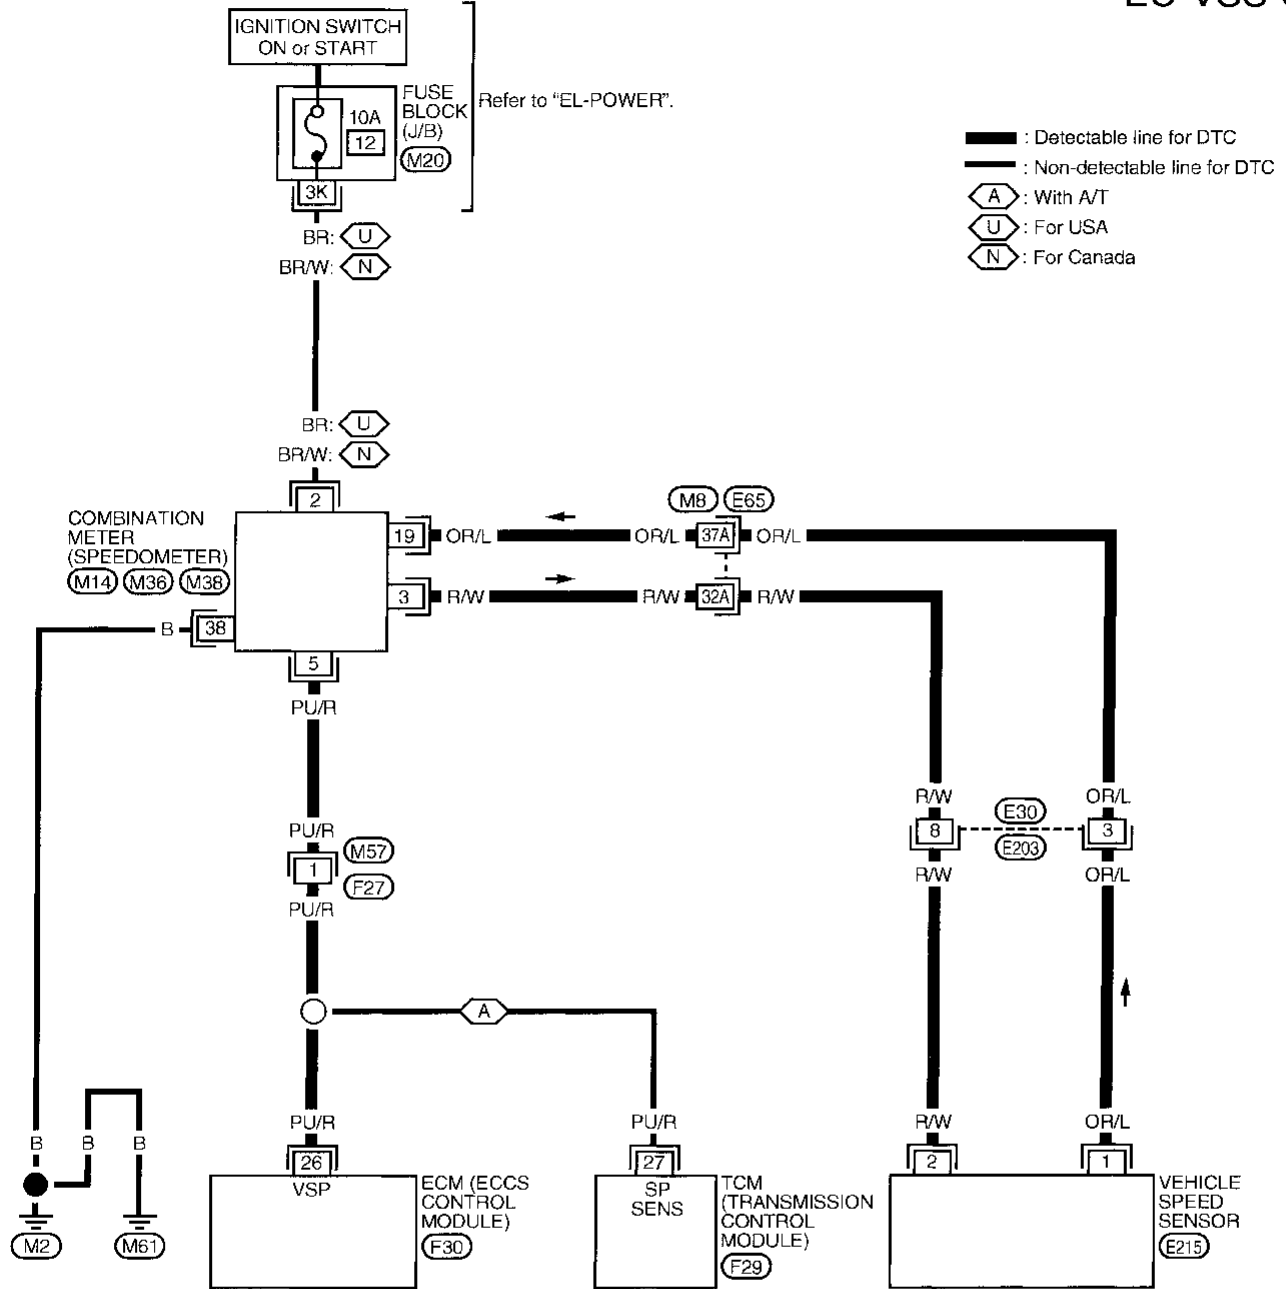 IGNITION SWITCH
ON or START
FUSE
BLOCK
(J/B)
M20
10A
12
3K
Refer to "EL-POWER".
: Detectable line for DTC
: Non-detectable line for DTC
A : With A/T
U : For USA
N : For Canada
BR: U
BR/W: N
BR: U
BR/W: N
2
COMBINATION
METER
(SPEEDOMETER)
M14 M36 M38
M8 E65
19 OR/L OR/L 37A OR/L
3 R/W R/W 32A R/W
B 38
5
PU/R
PU/R
1
M57
F27
PU/R
R/W OR/L
8 E30 3
E203
R/W OR/L
A
B B B
PU/R PU/R R/W OR/L
26 27 2 1
VSP
SP
SENS
ECM (ECCS
CONTROL
MODULE)
F30
TCM
(TRANSMISSION
CONTROL
MODULE)
F29
VEHICLE
SPEED
SENSOR
E215
M2 M61